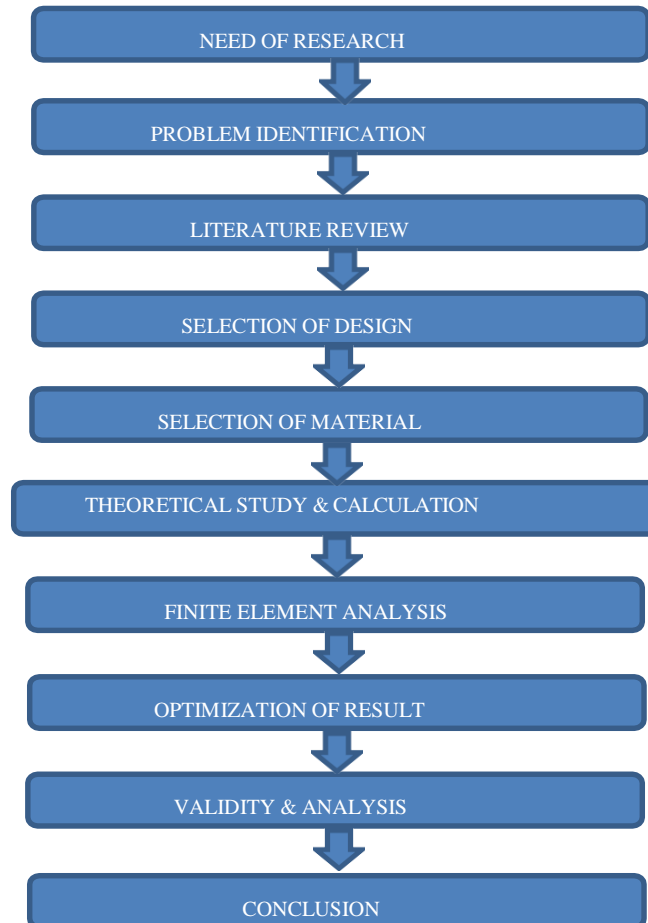 NEED OF RESEARCH
PROBLEM IDENTIFICATION
LITERATURE REVIEW
SELECTION OF DESIGN
SELECTION OF MATERIAL
THEORETICAL STUDY & CALCULATION
FINITE ELEMENT ANALYSIS
OPTIMIZATION OF RESULT
VALIDITY & ANALYSIS
CONCLUSION